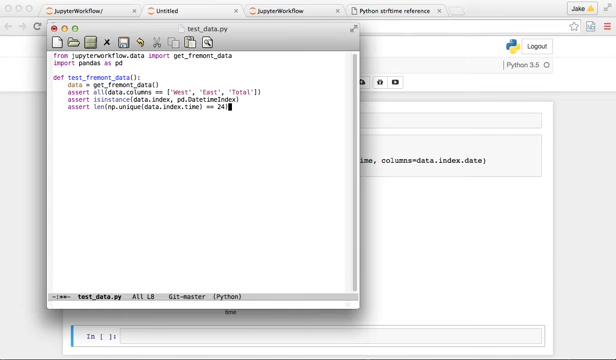 JupyterWorkflow/
Untitled
JupyterWorkflow
Python strftime reference
Jake
test_data.py
from jupyterworkflow.data import get_fremont_data
import pandas as pd
def test_fremont_data():
data = get_fremont_data()
assert all(data.columns == ['West', 'East', 'Total'])
assert isinstance(data.index, pd.DatetimeIndex)
assert len(np.unique(data.index.time) == 24)
Logout
Python 3.5
ime, columns=data.index.date)
-:**- test_data.py All L8 Git-master (Python)
time
In [ ]: